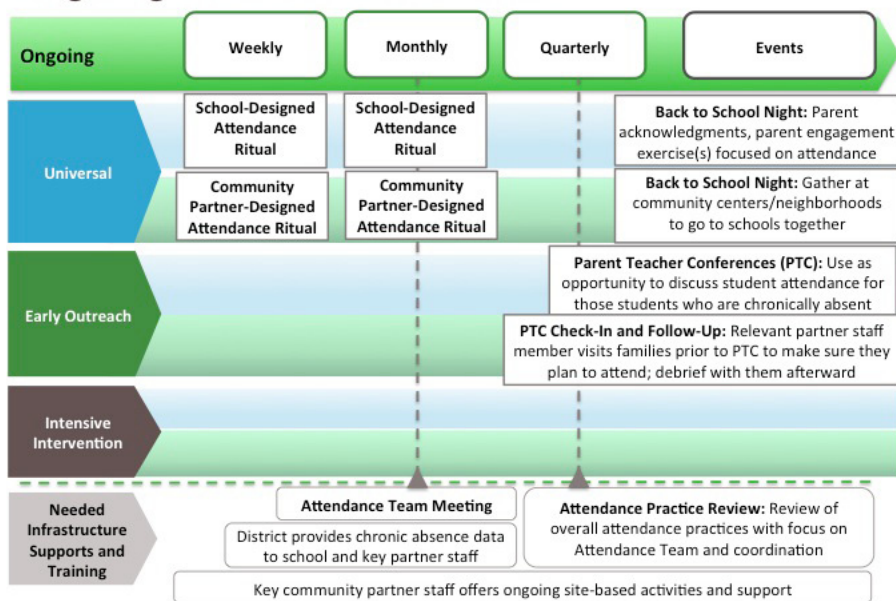 Ongoing
Weekly
Monthly
Quarterly
Events
Universal
School-Designed
Attendance
Ritual
School-Designed
Attendance
Ritual
Back to School Night: Parent
acknowledgments, parent engagement
exercise(s) focused on attendance
Community
Partner-Designed
Attendance Ritual
Community
Partner-Designed
Attendance Ritual
Back to School Night: Gather at
community centers/neighborhoods
to go to schools together
Early Outreach
Parent Teacher Conferences (PTC): Use as
opportunity to discuss student attendance for
those students who are chronically absent
PTC Check-In and Follow-Up: Relevant partner staff
member visits families prior to PTC to make sure they
plan to attend; debrief with them afterward
Intensive
Intervention
Needed
Infrastructure
Supports and
Training
Attendance Team Meeting
District provides chronic absence data
to school and key partner staff
Attendance Practice Review: Review of
overall attendance practices with focus on
Attendance Team and coordination
Key community partner staff offers ongoing site-based activities and support